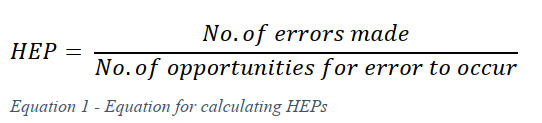 HEP = No. of errors made / No. of opportunities for error to occur
Equation 1 - Equation for calculating HEPs